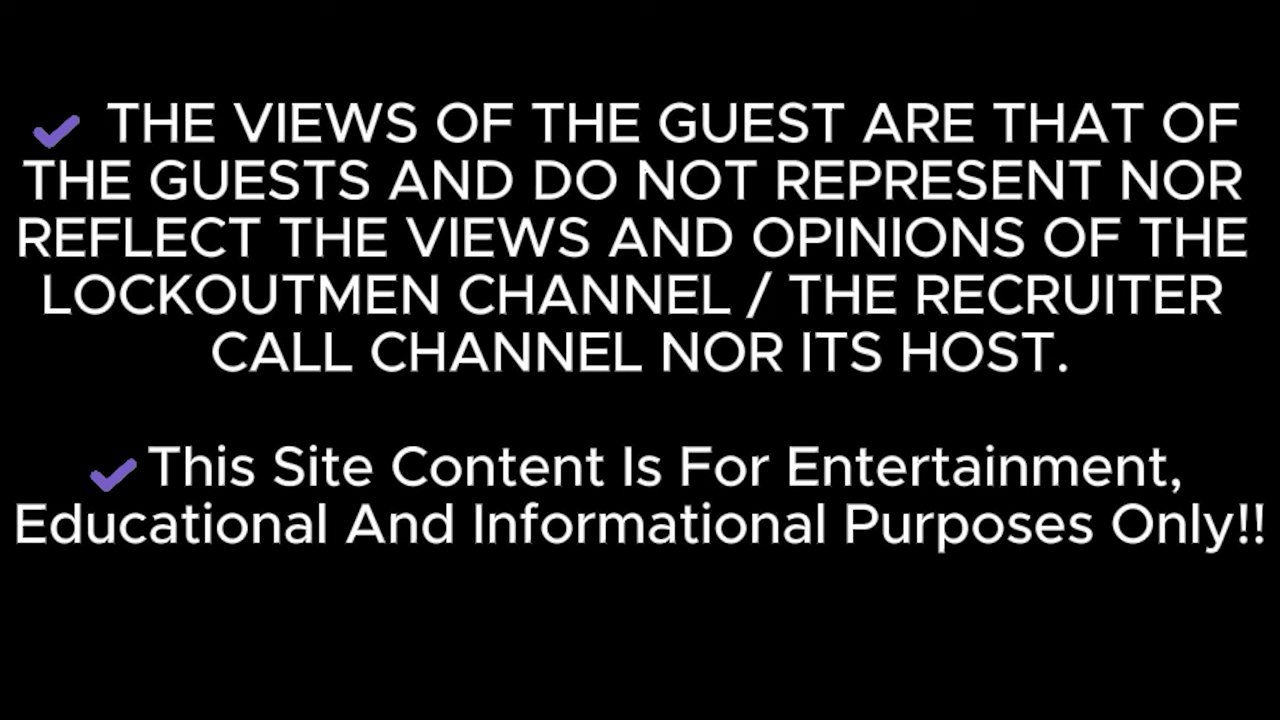 ✔ THE VIEWS OF THE GUEST ARE THAT OF
THE GUESTS AND DO NOT REPRESENT NOR
REFLECT THE VIEWS AND OPINIONS OF THE
LOCKOUTMEN CHANNEL / THE RECRUITER
CALL CHANNEL NOR ITS HOST.
✔ This Site Content Is For Entertainment,
Educational And Informational Purposes Only!!